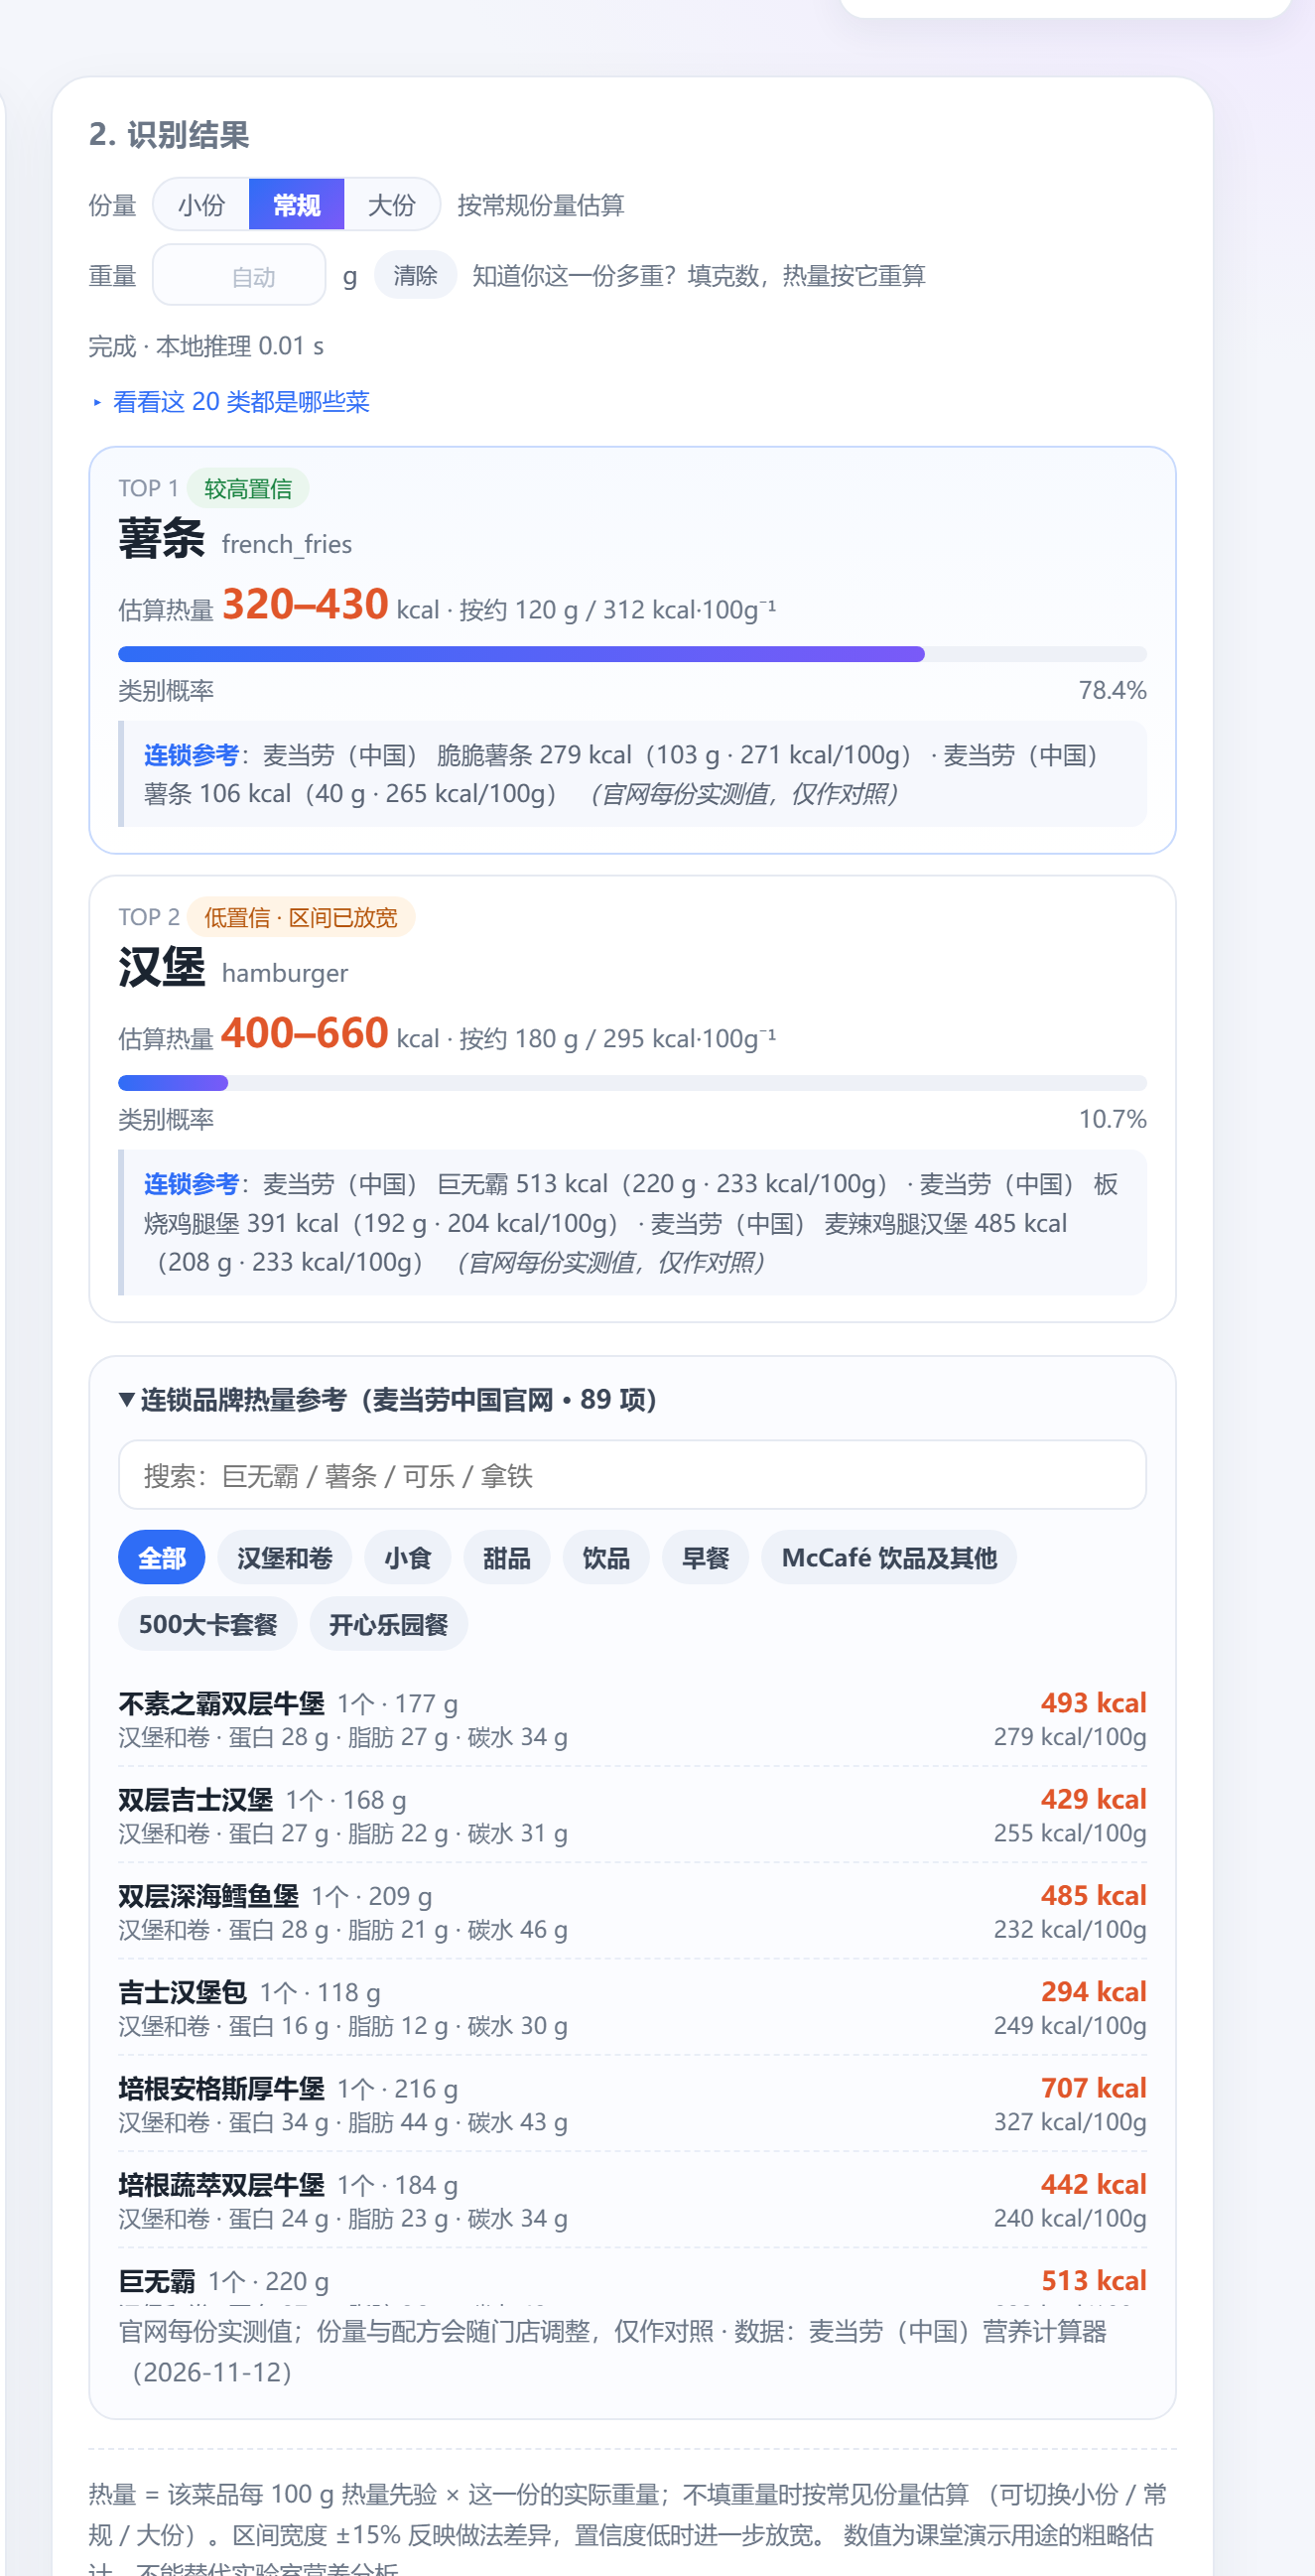 2. 识别结果
份量 小份 常规 大份 按常规份量估算
重量 自动 g 清除 知道你这一份多重？填克数，热量按它重算
完成 · 本地推理 0.01 s
▸ 看看这 20 类都是哪些菜
TOP 1 较高置信
薯条 french_fries
估算热量 320–430 kcal · 按约 120 g / 312 kcal·100g⁻¹
类别概率 78.4%
连锁参考：麦当劳（中国） 脆脆薯条 279 kcal（103 g · 271 kcal/100g） · 麦当劳（中国）
薯条 106 kcal（40 g · 265 kcal/100g） （官网每份实测值，仅作对照）
TOP 2 低置信 · 区间已放宽
汉堡 hamburger
估算热量 400–660 kcal · 按约 180 g / 295 kcal·100g⁻¹
类别概率 10.7%
连锁参考：麦当劳（中国） 巨无霸 513 kcal（220 g · 233 kcal/100g） · 麦当劳（中国） 板
烧鸡腿堡 391 kcal（192 g · 204 kcal/100g） · 麦当劳（中国） 麦辣鸡腿汉堡 485 kcal
（208 g · 233 kcal/100g） （官网每份实测值，仅作对照）
▼ 连锁品牌热量参考（麦当劳中国官网 • 89 项）
搜索：巨无霸 / 薯条 / 可乐 / 拿铁
全部 汉堡和卷 小食 甜品 饮品 早餐 McCafé 饮品及其他
500大卡套餐 开心乐园餐
不素之霸双层牛堡 1个 · 177 g 493 kcal
汉堡和卷 · 蛋白 28 g · 脂肪 27 g · 碳水 34 g 279 kcal/100g
双层吉士汉堡 1个 · 168 g 429 kcal
汉堡和卷 · 蛋白 27 g · 脂肪 22 g · 碳水 31 g 255 kcal/100g
双层深海鳕鱼堡 1个 · 209 g 485 kcal
汉堡和卷 · 蛋白 28 g · 脂肪 21 g · 碳水 46 g 232 kcal/100g
吉士汉堡包 1个 · 118 g 294 kcal
汉堡和卷 · 蛋白 16 g · 脂肪 12 g · 碳水 30 g 249 kcal/100g
培根安格斯厚牛堡 1个 · 216 g 707 kcal
汉堡和卷 · 蛋白 34 g · 脂肪 44 g · 碳水 43 g 327 kcal/100g
培根蔬萃双层牛堡 1个 · 184 g 442 kcal
汉堡和卷 · 蛋白 24 g · 脂肪 23 g · 碳水 34 g 240 kcal/100g
巨无霸 1个 · 220 g 513 kcal
官网每份实测值；份量与配方会随门店调整，仅作对照 · 数据：麦当劳（中国）营养计算器
（2026-11-12）
热量 = 该菜品每 100 g 热量先验 × 这一份的实际重量；不填重量时按常见份量估算 （可切换小份 / 常
规 / 大份）。区间宽度 ±15% 反映做法差异，置信度低时进一步放宽。 数值为课堂演示用途的粗略估
计，不能替代实验室营养分析